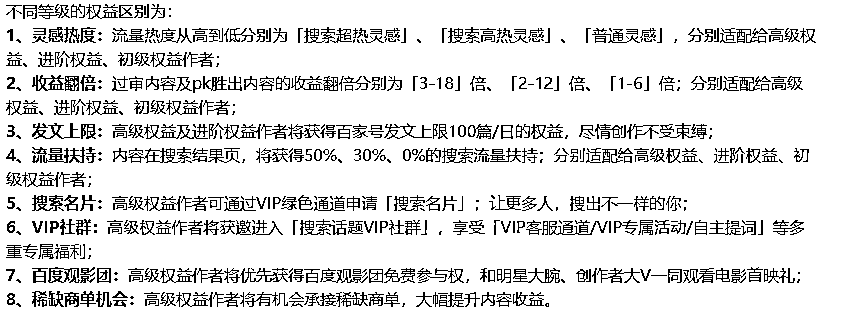 不同等级的权益区别为：
1、灵感热度：流量热度从高到低分别为「搜索超热灵感」、「搜索高热灵感」、「普通灵感」，分别适配给高级权
益、进阶权益、初级权益作者；
2、收益翻倍：过审内容及pk胜出内容的收益翻倍分别为「3-18」倍、「2-12」倍、「1-6」倍；分别适配给高级
权益、进阶权益、初级权益作者；
3、发文上限：高级权益及进阶权益作者将获得百家号发文上限100篇/日的权益，尽情创作不受束缚；
4、流量扶持：内容在搜索结果页，将获得50%、30%、0%的搜索流量扶持；分别适配给高级权益、进阶权益、初
级权益作者；
5、搜索名片：高级权益作者可通过VIP绿色通道申请「搜索名片」；让更多人，搜出不一样的你；
6、VIP社群：高级权益作者将获邀进入「搜索话题VIP社群」，享受「VIP客服通道/VIP专属活动/自主提词」等多
重专属福利；
7、百度观影团：高级权益作者将优先获得百度观影团免费参与权，和明星大腕、创作者大V一同观看电影首映礼；
8、稀缺商单机会：高级权益作者将有机会承接稀缺商单，大幅提升内容收益。